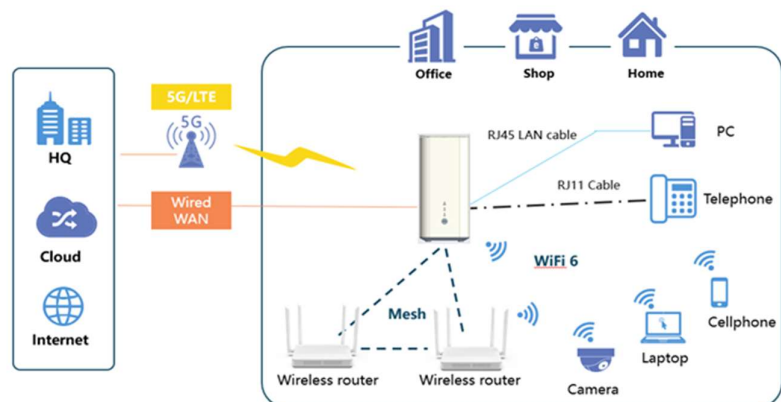 Office
Shop
Home
5G/LTE
5G
HQ
RJ45 LAN cable
PC
RJ11 Cable
Telephone
Wired
WAN
Cloud
WiFi 6
Mesh
Internet
Cellphone
Laptop
Wireless router
Wireless router
Camera